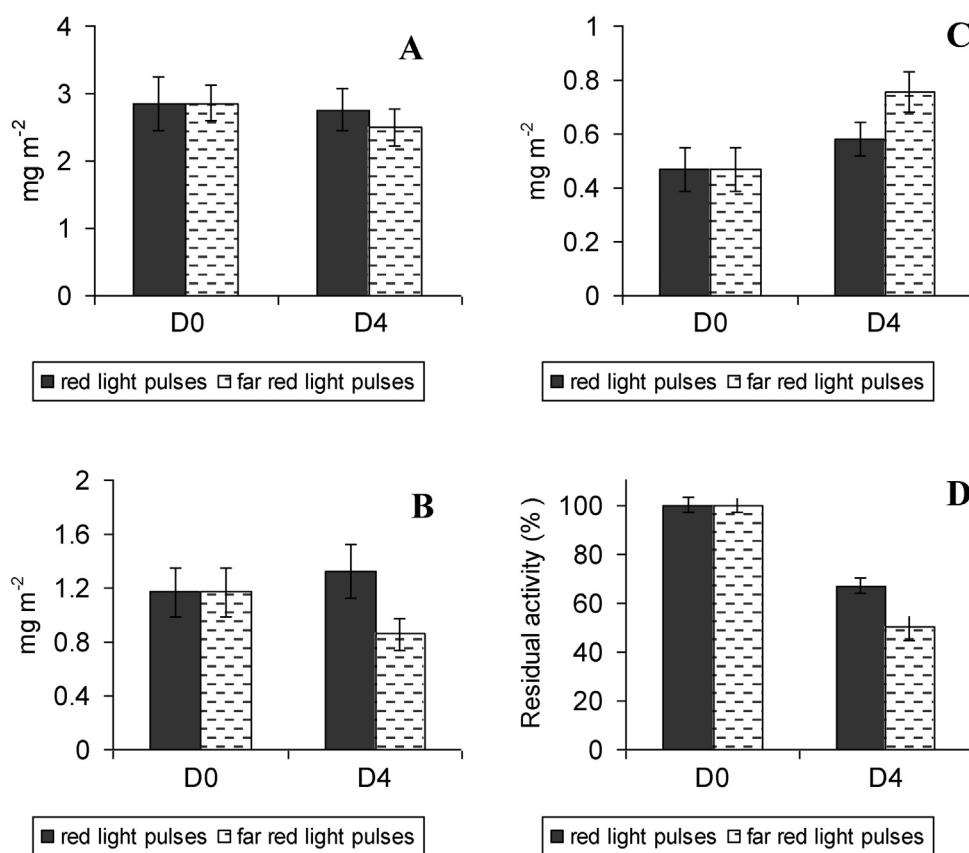 A
4
3
2
1
0
mg m⁻²
D0 D4
■ red light pulses far red light pulses
C
1
0.8
0.6
0.4
0.2
0
mg m⁻²
D0 D4
red light pulses far red light pulses
B
2
1.6
1.2
0.8
0.4
0
mg m⁻²
D0 D4
red light pulses far red light pulses
D
100
80
60
40
20
0
Residual activity (%)
D0 D4
red light pulses far red light pulses